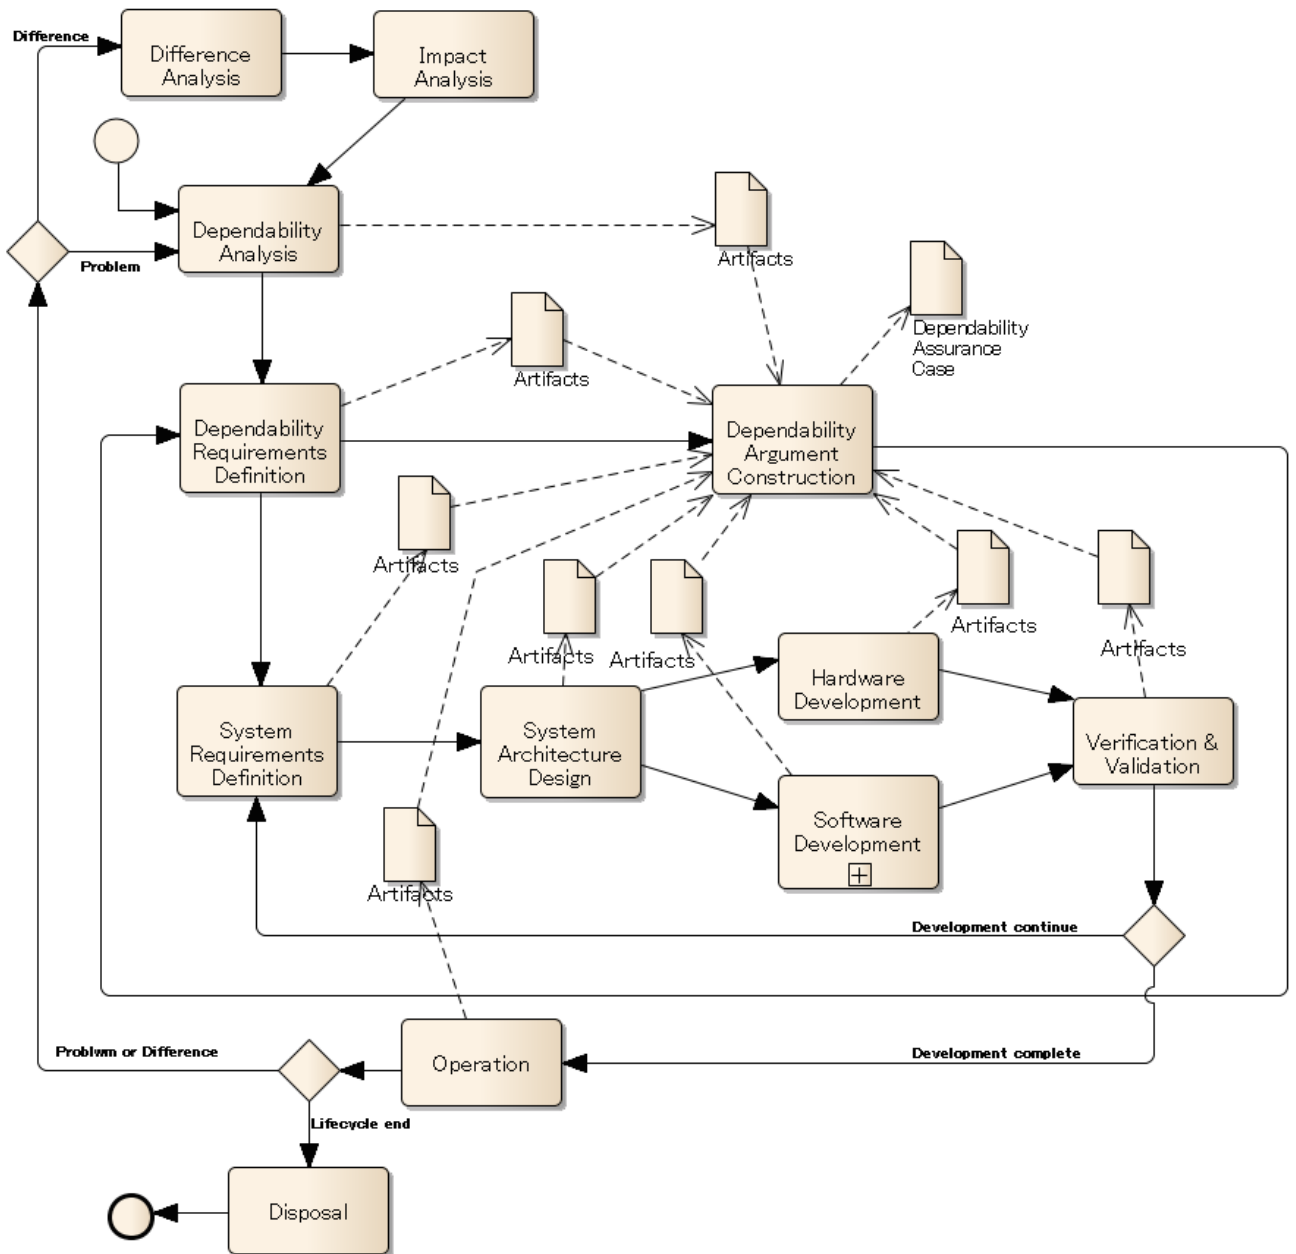 Difference
Difference
Analysis
Impact
Analysis
Dependability
Analysis
Problem
Artifacts
Dependability
Assurance
Case
Artifacts
Dependability
Requirements
Definition
Dependability
Argument
Construction
Artifacts
Artifacts
Artifacts
Artifacts
Artifacts
System
Requirements
Definition
System
Architecture
Design
Hardware
Development
Verification &
Validation
Software
Development
Artifacts
Development continue
Problwm or Difference
Operation
Development complete
Lifecycle end
Disposal